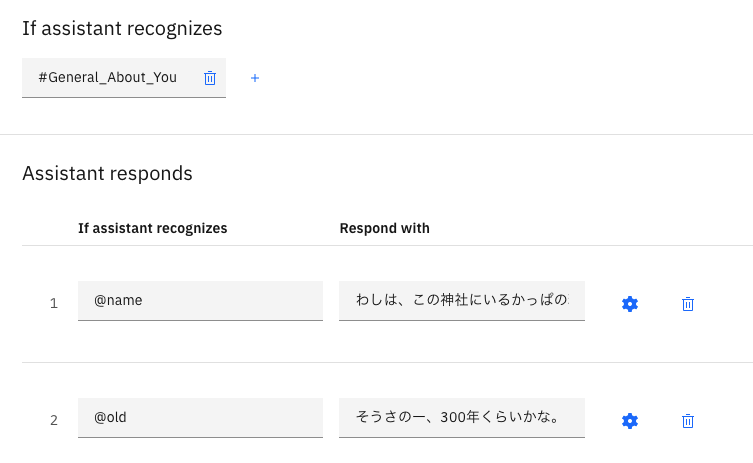 If assistant recognizes
#General_About_You
Assistant responds
If assistant recognizes Respond with
1 @name わしは、この神社にいるかっぱの
2 @old そうさの一、300年くらいかな。